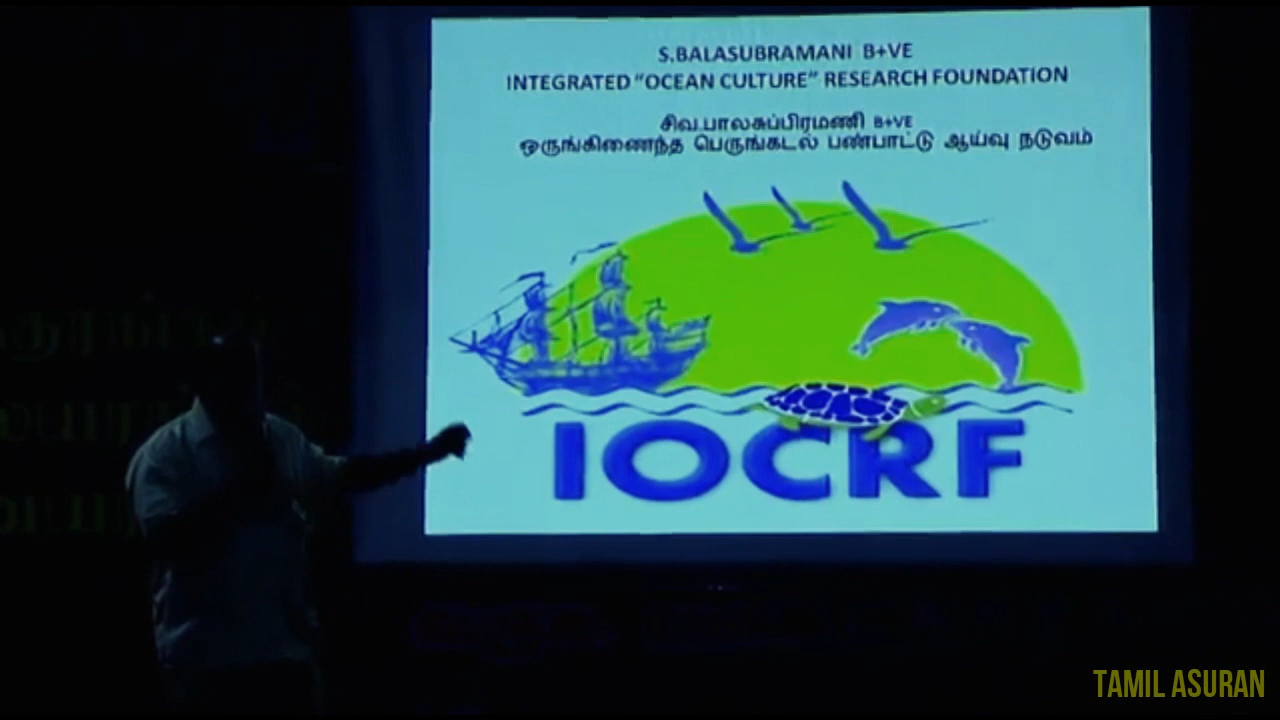 S.BALASUBRAMANI B+VE
INTEGRATED “OCEAN CULTURE” RESEARCH FOUNDATION
சிவ.பாலசுப்பிரமணி B+VE
ஒருங்கிணைந்த பெருங்கடல் பண்பாட்டு ஆய்வு நடுவம்
IOCRF
TAMIL ASURAN